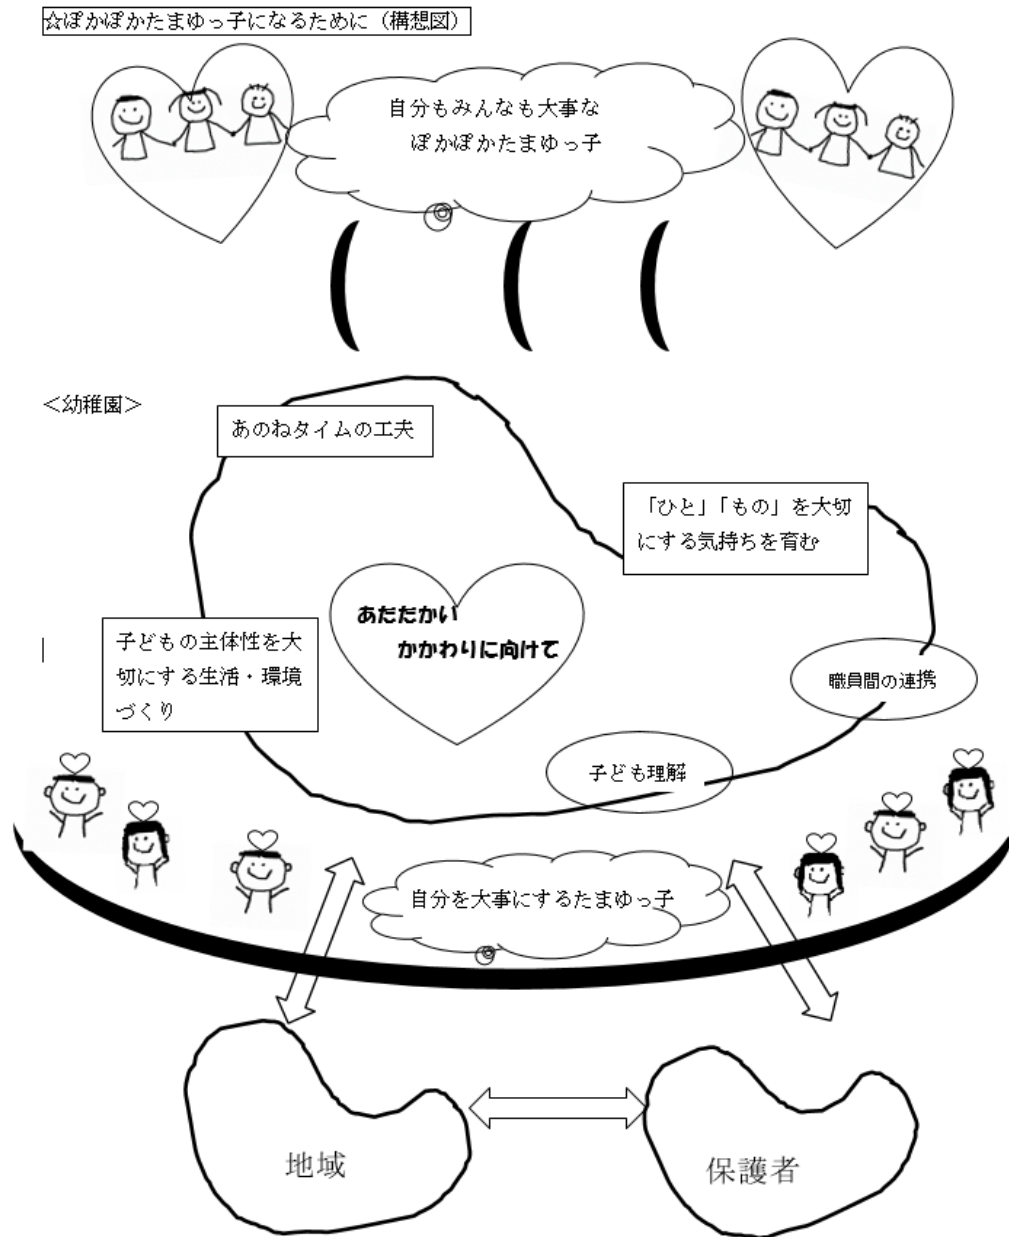 ☆ぽかぽかたまゆっ子になるために（構想図）
自分もみんなも大事な
ぽかぽかたまゆっ子
＜幼稚園＞
あのねタイムの工夫
「ひと」「もの」を大切
にする気持ちを育む
あだだかい
かかわりに向けて
子どもの主体性を大
切にする生活・環境
づくり
職員間の連携
子ども理解
自分を大事にするたまゆっ子
地域
保護者